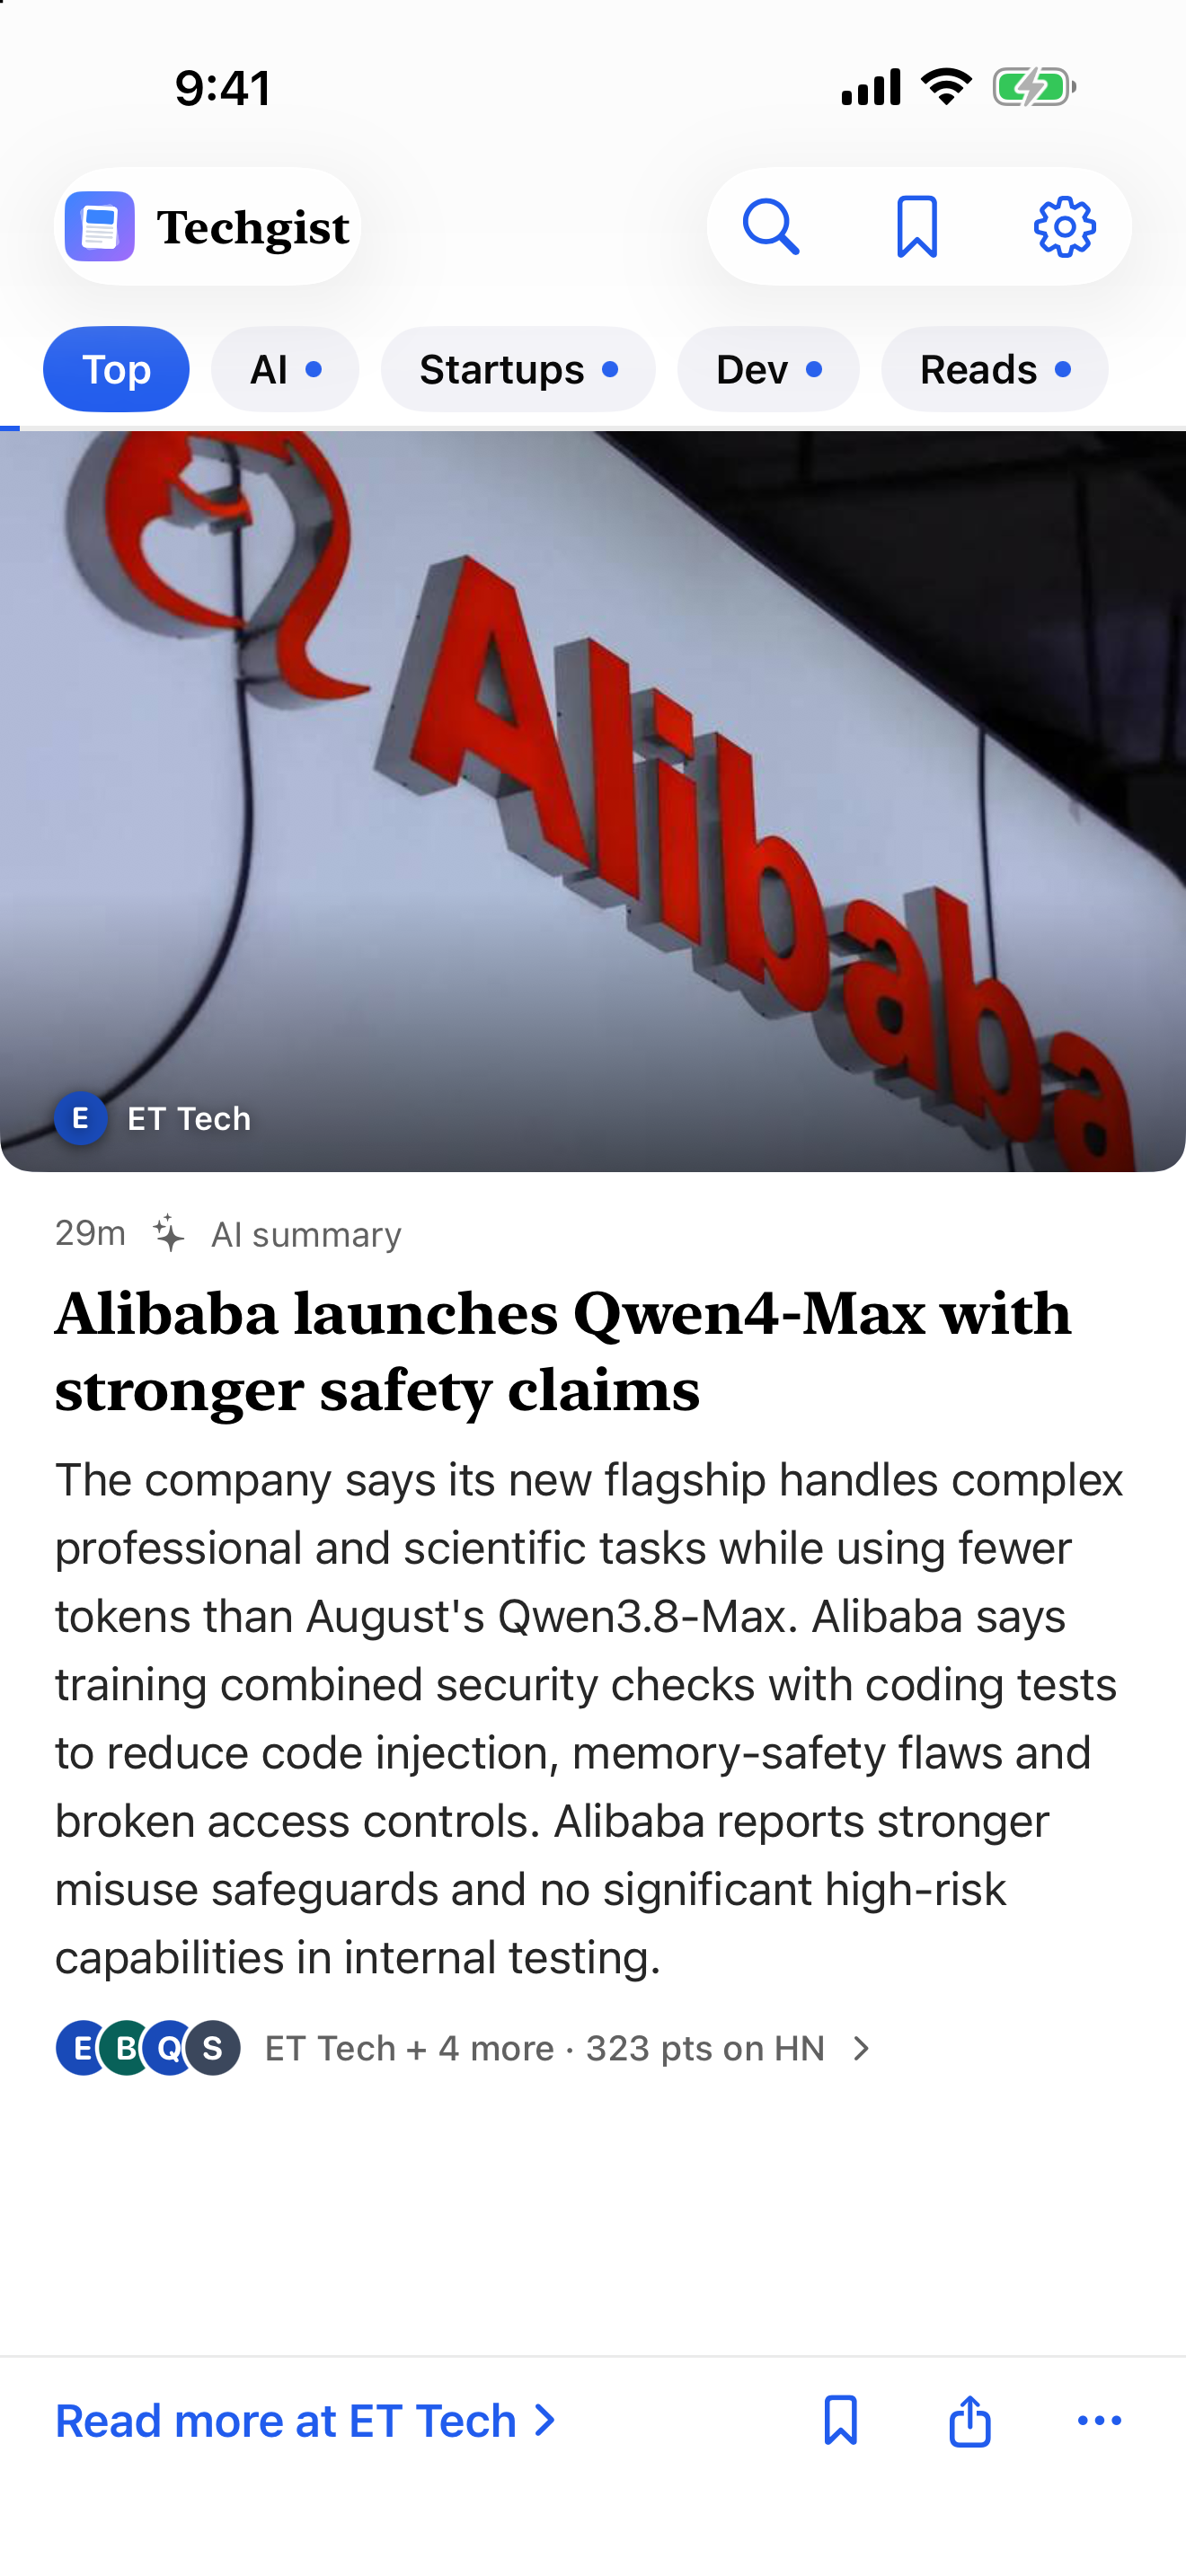 9:41
Techgist
Top
AI
Startups
Dev
Reads
Alibaba
E
ET Tech
29m
AI summary
Alibaba launches Qwen4-Max with
stronger safety claims
The company says its new flagship handles complex
professional and scientific tasks while using fewer
tokens than August's Qwen3.8-Max. Alibaba says
training combined security checks with coding tests
to reduce code injection, memory-safety flaws and
broken access controls. Alibaba reports stronger
misuse safeguards and no significant high-risk
capabilities in internal testing.
E B Q S ET Tech + 4 more · 323 pts on HN >
Read more at ET Tech >